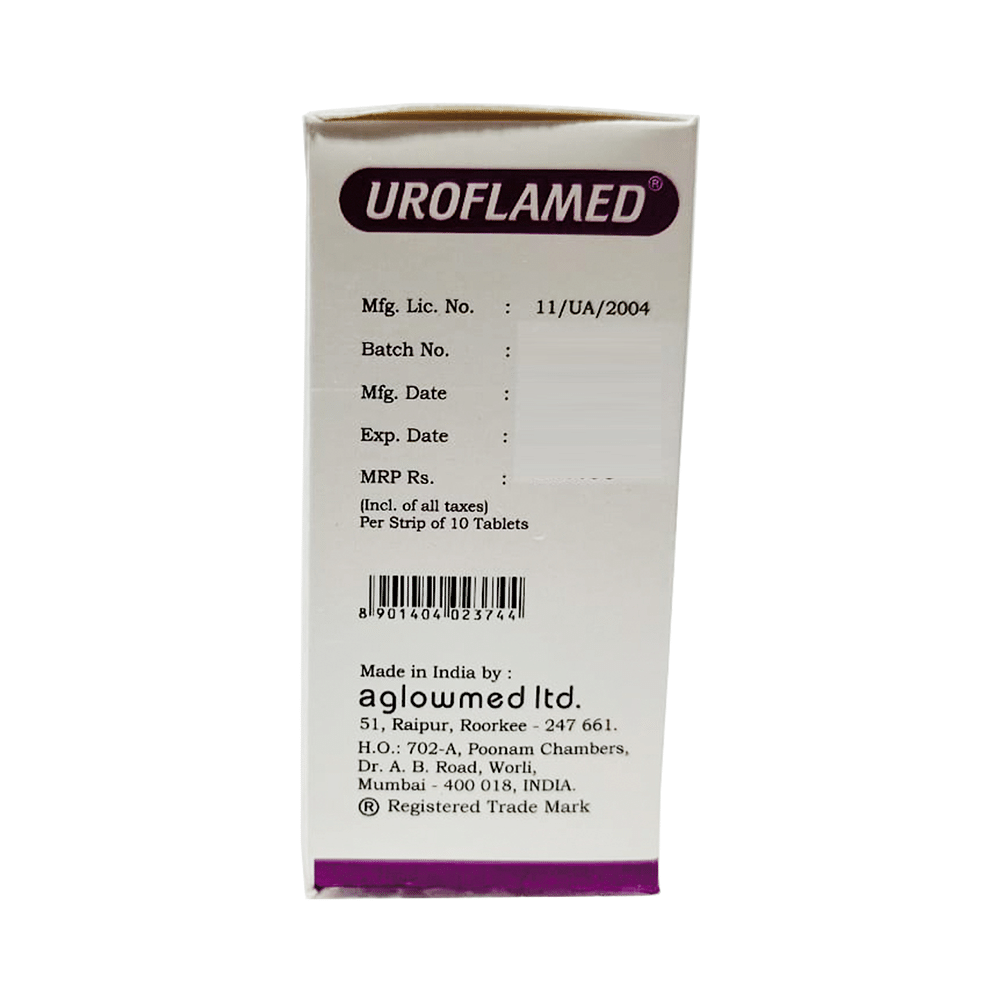 UROFLAMED®
Mfg. Lic. No. : 11/UA/2004
Batch No. :
Mfg. Date :
Exp. Date :
MRP Rs. :
(Incl. of all taxes)
Per Strip of 10 Tablets
8 901404 023744
Made in India by :
aglowmed ltd.
51, Raipur, Roorkee - 247 661.
H.O.: 702-A, Poonam Chambers,
Dr. A. B. Road, Worli,
Mumbai - 400 018, INDIA.
® Registered Trade Mark